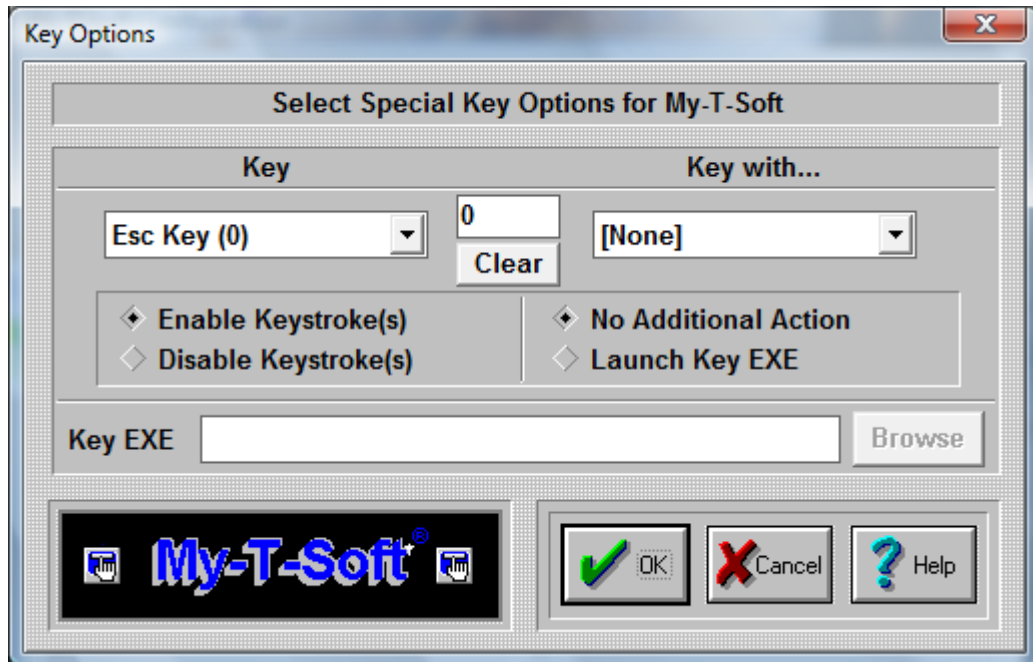 Key Options
Select Special Key Options for My-T-Soft
Key Key with...
Esc Key (0) 0 [None]
Clear
Enable Keystroke(s) No Additional Action
Disable Keystroke(s) Launch Key EXE
Key EXE Browse
My-T-Soft® OK Cancel Help